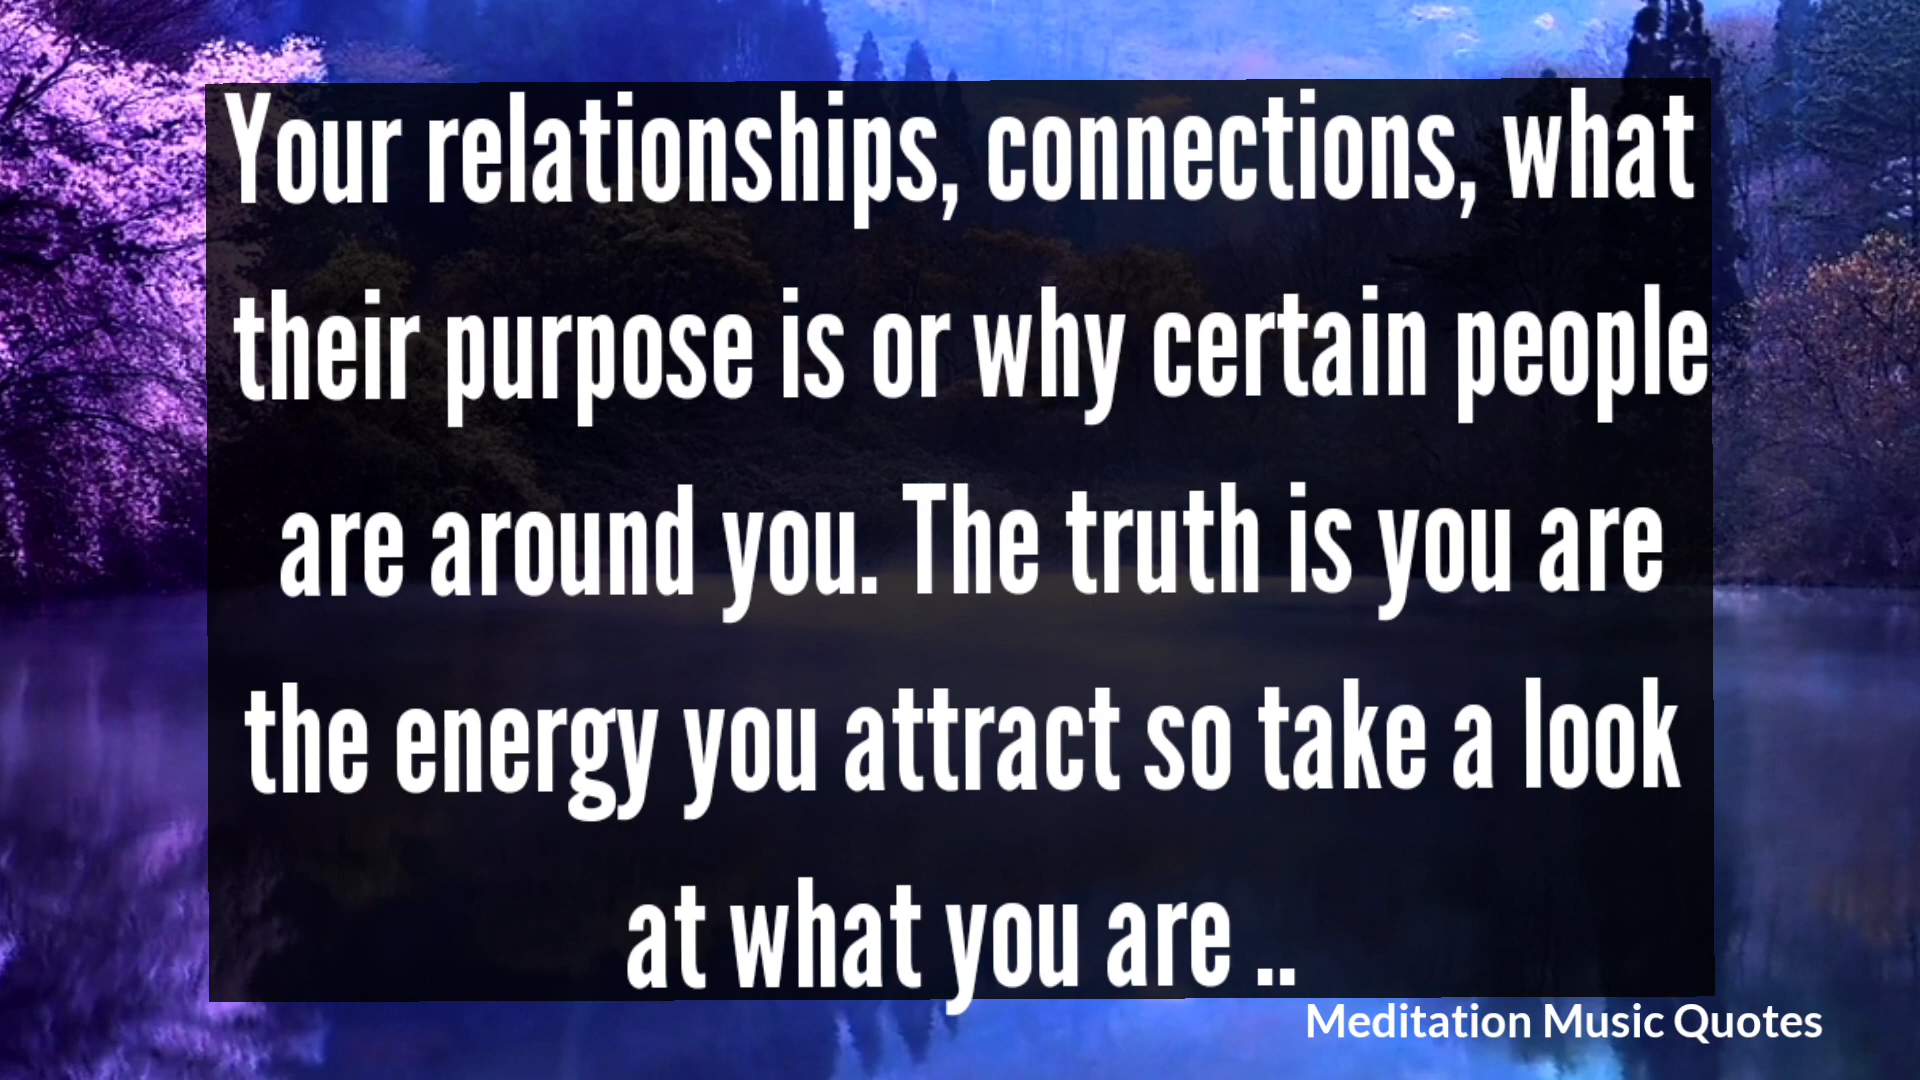 Your relationships, connections, what
their purpose is or why certain people
are around you. The truth is you are
the energy you attract so take a look
at what you are ..
Meditation Music Quotes